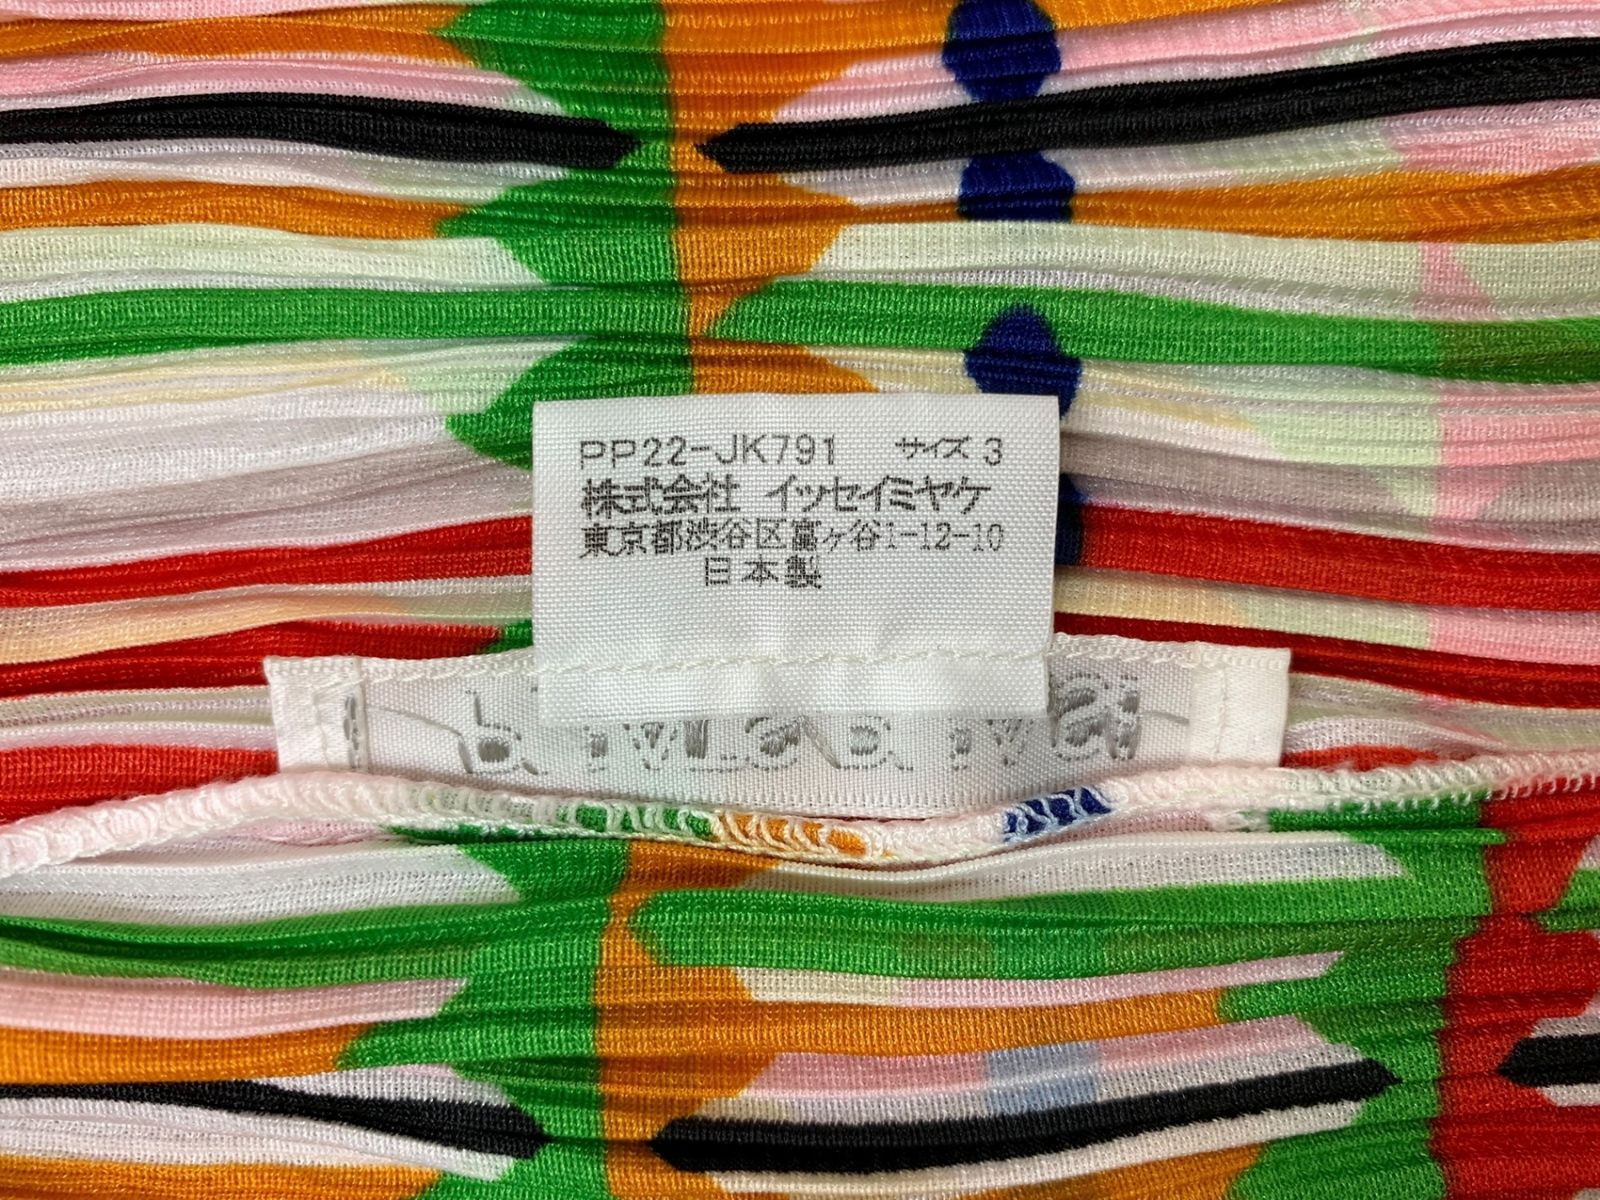 PP22-JK791 サイズ 3
株式会社 イッセイミヤケ
東京都渋谷区富ヶ谷1-12-10
日本製